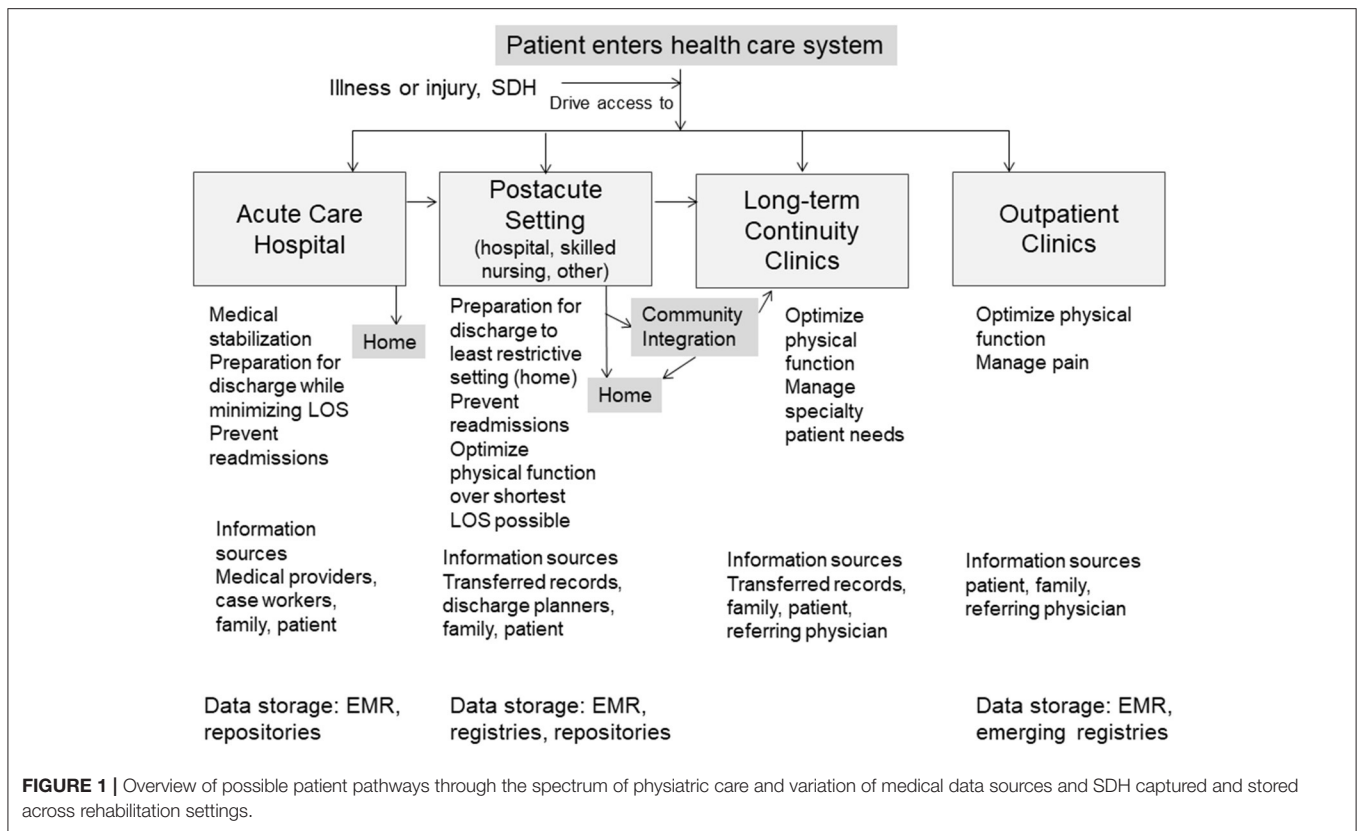 Patient enters health care system
Illness or injury, SDH
Drive access to
Acute Care
Hospital
Postacute
Setting
(hospital, skilled
nursing, other)
Long-term
Continuity
Clinics
Outpatient
Clinics
Medical
stabilization
Preparation for
discharge while
minimizing LOS
Prevent
readmissions
Home
Preparation for
discharge to
least restrictive
setting (home)
Prevent
readmissions
Optimize
physical function
over shortest
LOS possible
Community
Integration
Home
Optimize
physical
function
Manage
specialty
patient needs
Optimize physical
function
Manage pain
Information
sources
Medical providers,
case workers,
family, patient
Information sources
Transferred records,
discharge planners,
family, patient
Information sources
Transferred records,
family, patient,
referring physician
Information sources
patient, family,
referring physician
Data storage: EMR,
repositories
Data storage: EMR,
registries, repositories
Data storage: EMR,
emerging registries
FIGURE 1 | Overview of possible patient pathways through the spectrum of physiatric care and variation of medical data sources and SDH captured and stored
across rehabilitation settings.